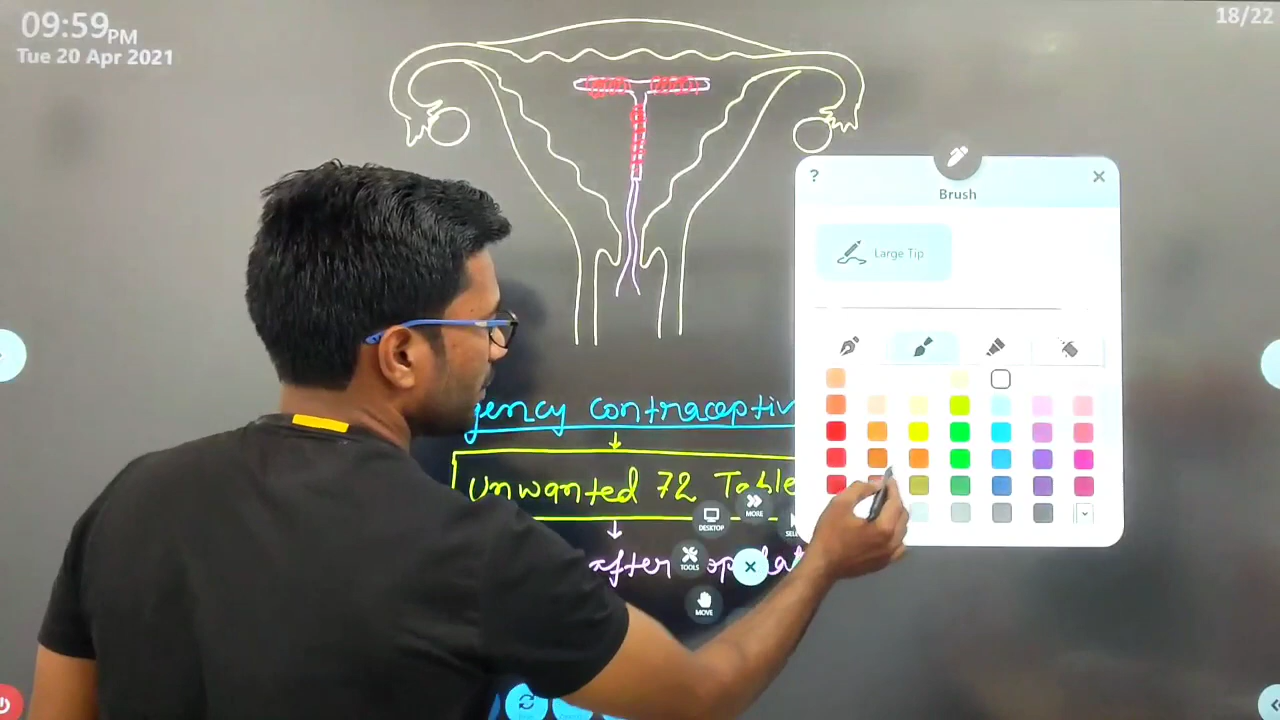 09:59PM
18/22
Tue 20 Apr 2021
?
Brush
Large Tip
gency contraceptiv
Unwanted 72 Table
DESKTOP
MORE
after
TOOLS
MOVE